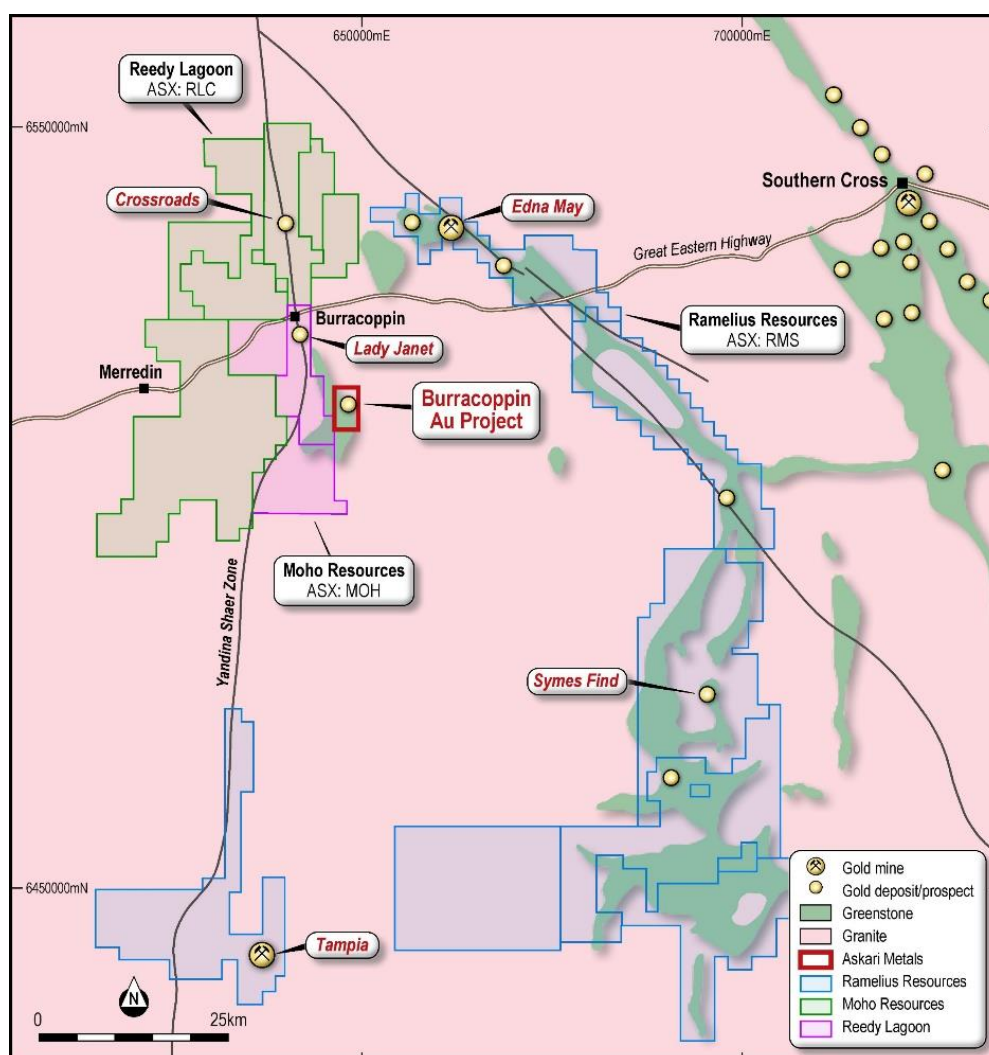 650000mE
700000mE
Reedy Lagoon
ASX: RLC
6550000mN
Southern Cross
Crossroads
Edna May
Great Eastern Highway
Burracoppin
Ramelius Resources
ASX: RMS
Lady Janet
Merredin
Burracoppin
Au Project
Moho Resources
ASX: MOH
Yandina Shaer Zone
Symes Find
6450000mN
Tampia
N
0
25km
Gold mine
Gold deposit/prospect
Greenstone
Granite
Askari Metals
Ramelius Resources
Moho Resources
Reedy Lagoon